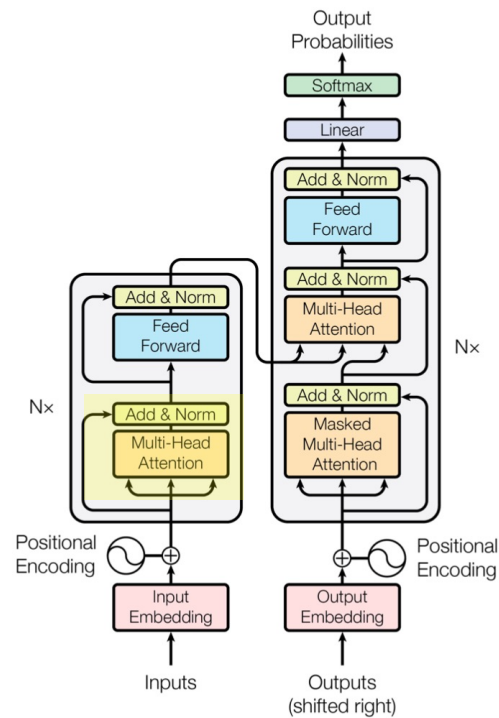 Output
Probabilities
Softmax
Linear
Add & Norm
Feed
Forward
Add & Norm
Multi-Head
Attention
Add & Norm
Masked
Multi-Head
Attention
N×
Add & Norm
Feed
Forward
N×
Add & Norm
Multi-Head
Attention
Positional
Encoding
Positional
Encoding
Input
Embedding
Output
Embedding
Inputs
Outputs
(shifted right)